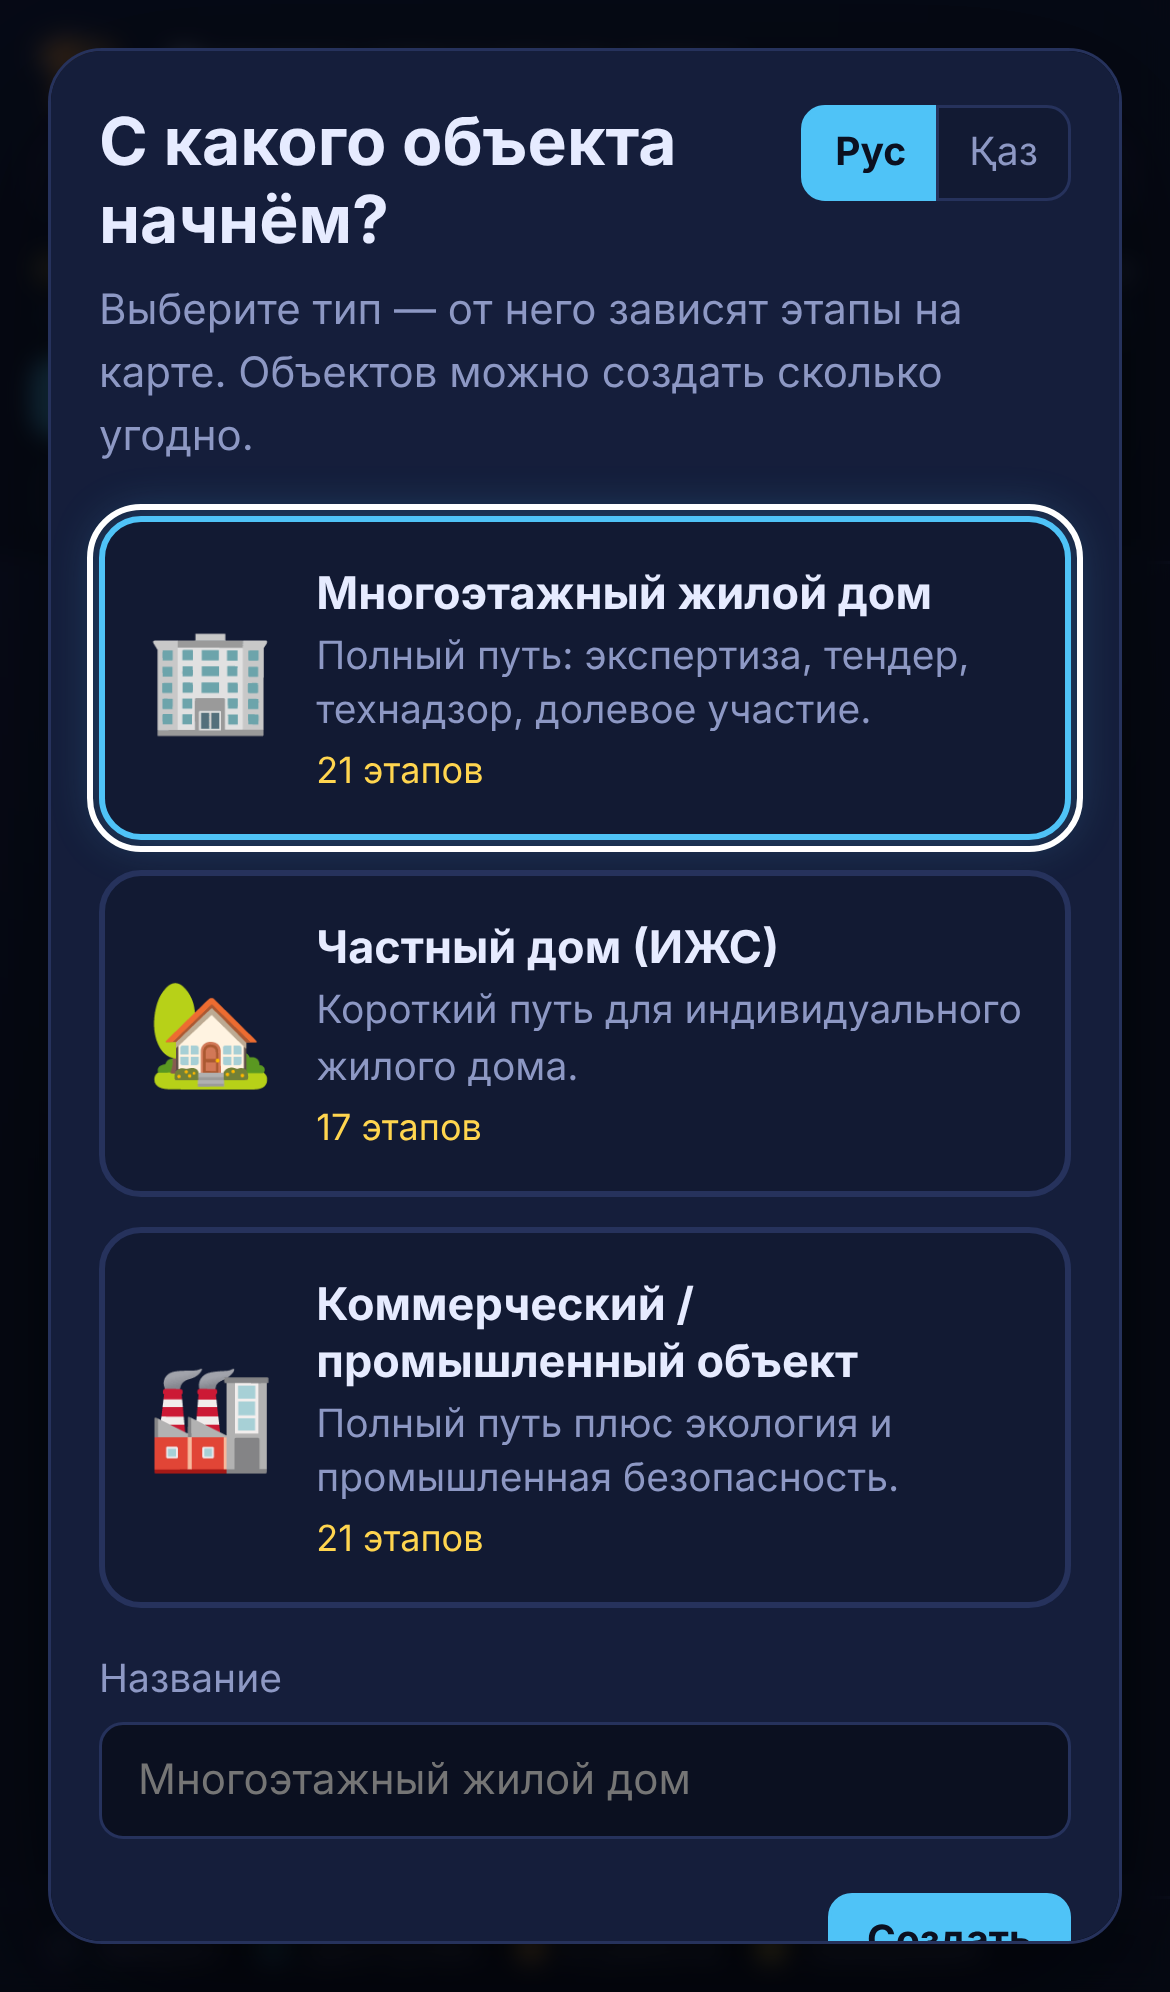 С какого объекта
начнём?
Рус
Қаз
Выберите тип — от него зависят этапы на
карте. Объектов можно создать сколько
угодно.
Многоэтажный жилой дом
Полный путь: экспертиза, тендер,
технадзор, долевое участие.
21 этапов
Частный дом (ИЖС)
Короткий путь для индивидуального
жилого дома.
17 этапов
Коммерческий /
промышленный объект
Полный путь плюс экология и
промышленная безопасность.
21 этапов
Название
Многоэтажный жилой дом
Создать